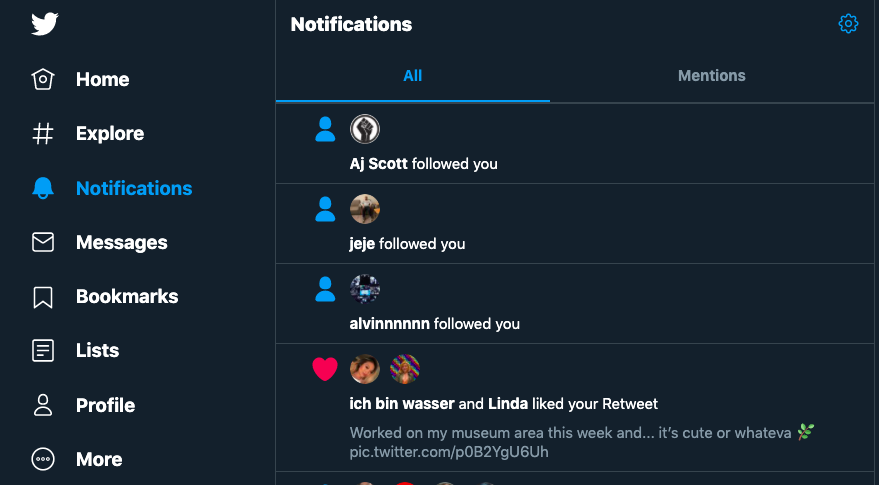 Home
Explore
Notifications
Messages
Bookmarks
Lists
Profile
More
Notifications
All
Mentions
Aj Scott followed you
jeje followed you
alvinnnnnn followed you
ich bin wasser and Linda liked your Retweet
Worked on my museum area this week and... it's cute or whateva 🌿
pic.twitter.com/p0B2YgU6Uh